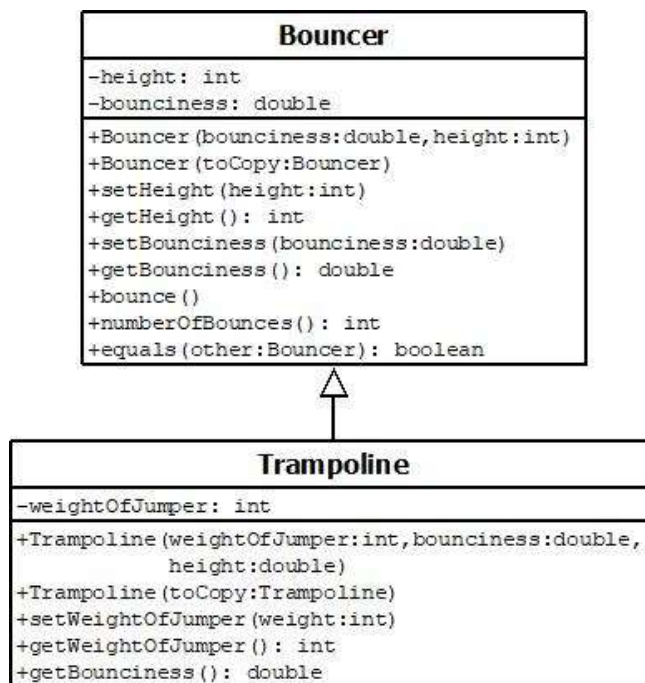 Bouncer
-height: int
-bounciness: double
+Bouncer(bounciness:double,height:int)
+Bouncer(toCopy:Bouncer)
+setHeight(height:int)
+getHeight(): int
+setBounciness(bounciness:double)
+getBounciness(): double
+bounce()
+numberOfBounces(): int
+equals(other:Bouncer): boolean
Trampoline
-weightOfJumper: int
+Trampoline(weightOfJumper:int,bounciness:double,
height:double)
+Trampoline(toCopy:Trampoline)
+setWeightOfJumper(weight:int)
+getWeightOfJumper(): int
+getBounciness(): double